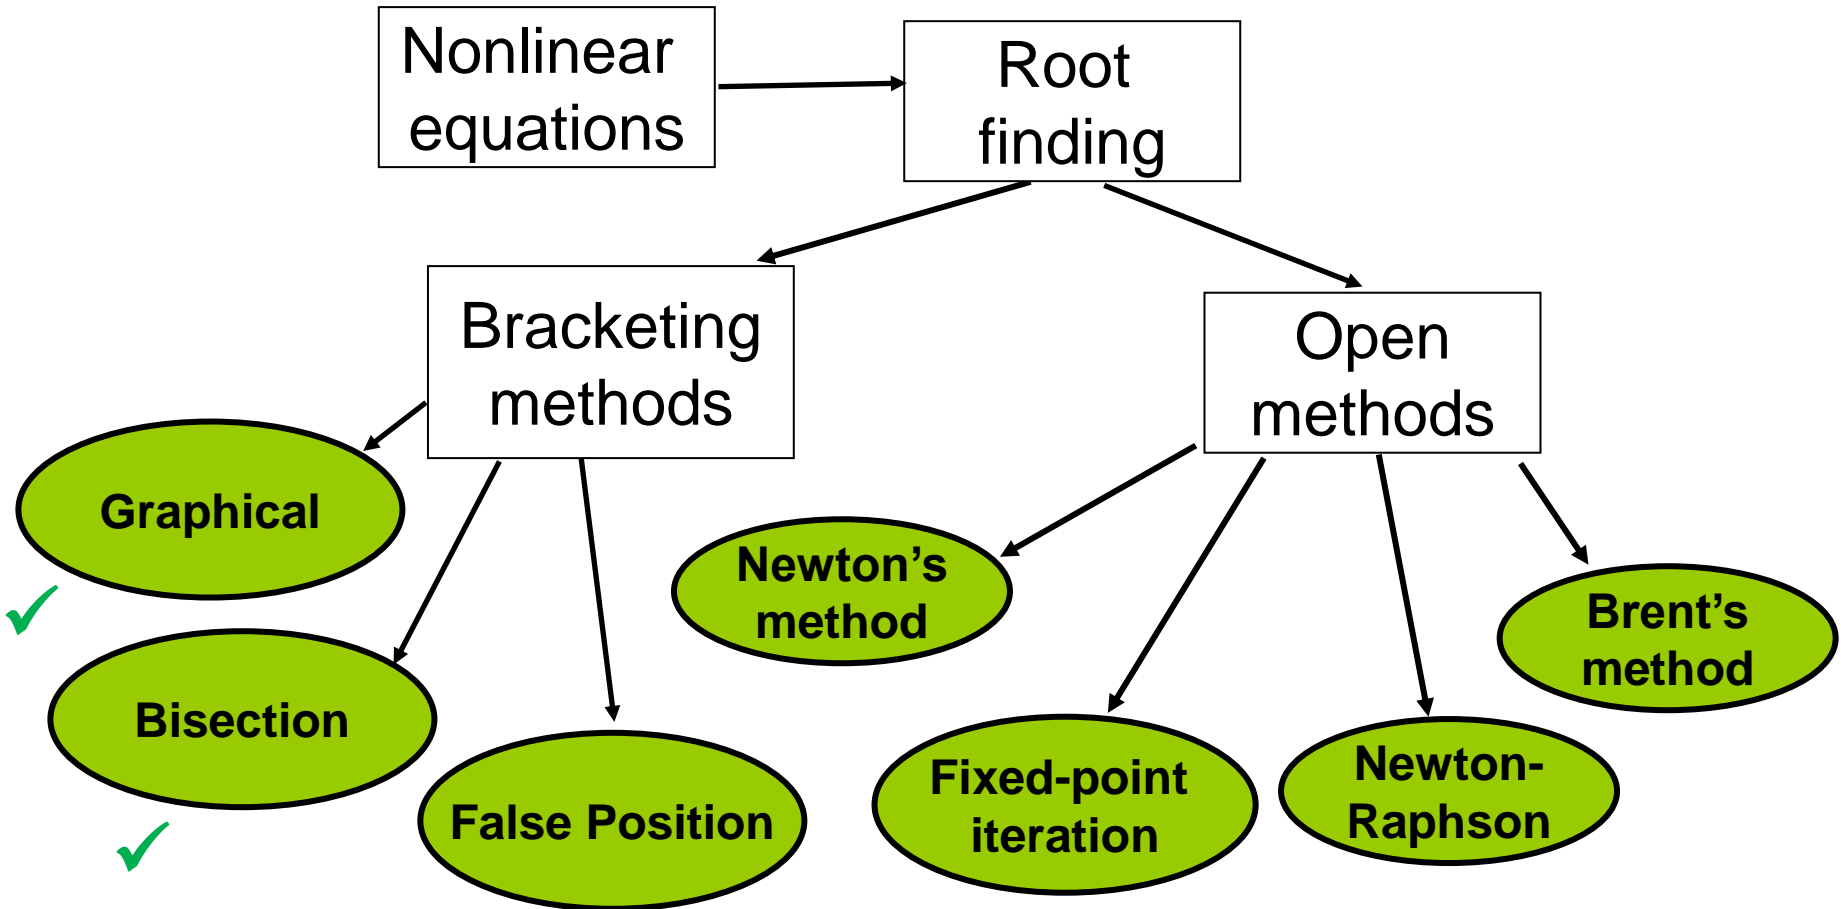 Nonlinear
equations
Root
finding
Bracketing
methods
Open
methods
Graphical
Bisection
False Position
Newton’s
method
Fixed-point
iteration
Newton-
Raphson
Brent’s
method